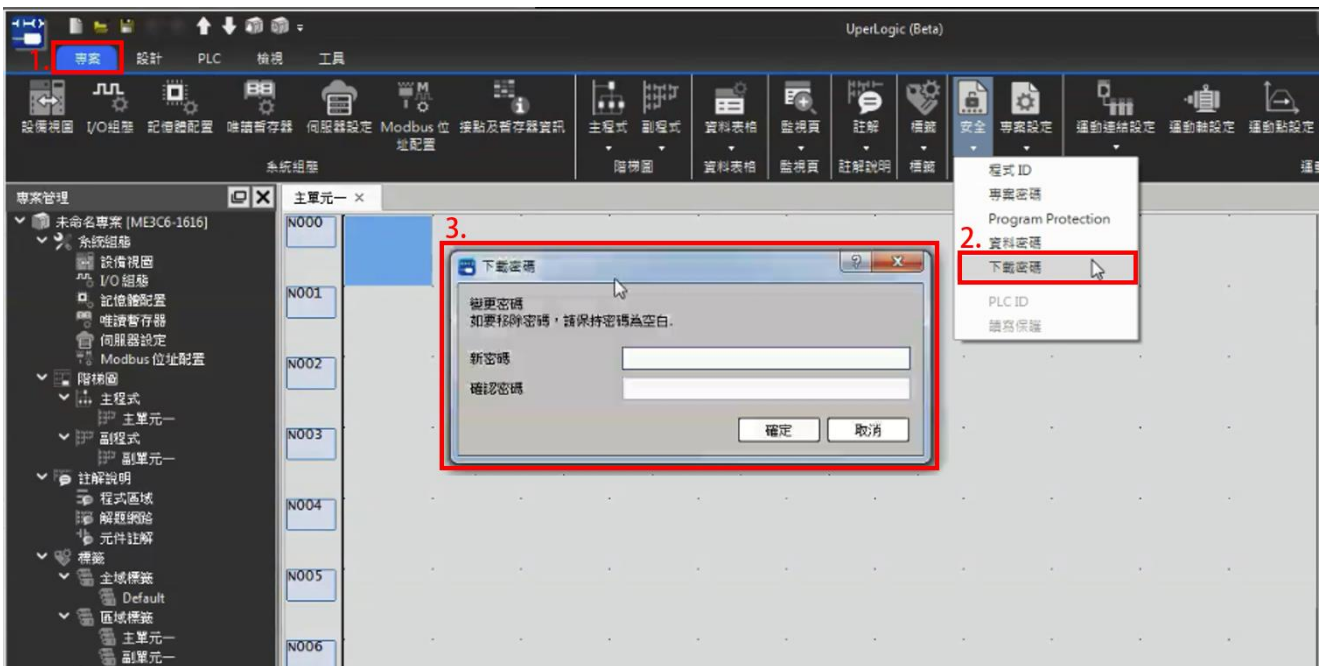 UperLogic (Beta)
1.
專案 設計 PLC 檢視 工具
設備視圖 I/O組態 記憶體配置 唯讀暫存器 伺服器設定 Modbus 位址配置 接點及暫存器資訊 主程式 副程式 資料表格 監視頁 註解 標籤 安全 專案設定 運動連結設定 運動軸設定 運動點設定
系統組態 階梯圖 資料表格 監視頁 註解說明 標籤
程式 ID
專案密碼
Program Protection
2.
資料密碼
下載密碼
PLC ID
讀寫保護
專案管理
未命名專案 [ME3C6-1616]
系統組態
設備視圖
I/O 組態
記憶體配置
唯讀暫存器
伺服器設定
Modbus 位址配置
階梯圖
主程式
主單元一
副程式
副單元一
註解說明
程式區域
解題網路
元件註解
標籤
全域標籤
Default
區域標籤
主單元一
副單元一
主單元一 ×
N000
N001
N002
N003
N004
N005
N006
3.
下載密碼
變更密碼
如要移除密碼，請保持密碼為空白.
新密碼
確認密碼
確定 取消